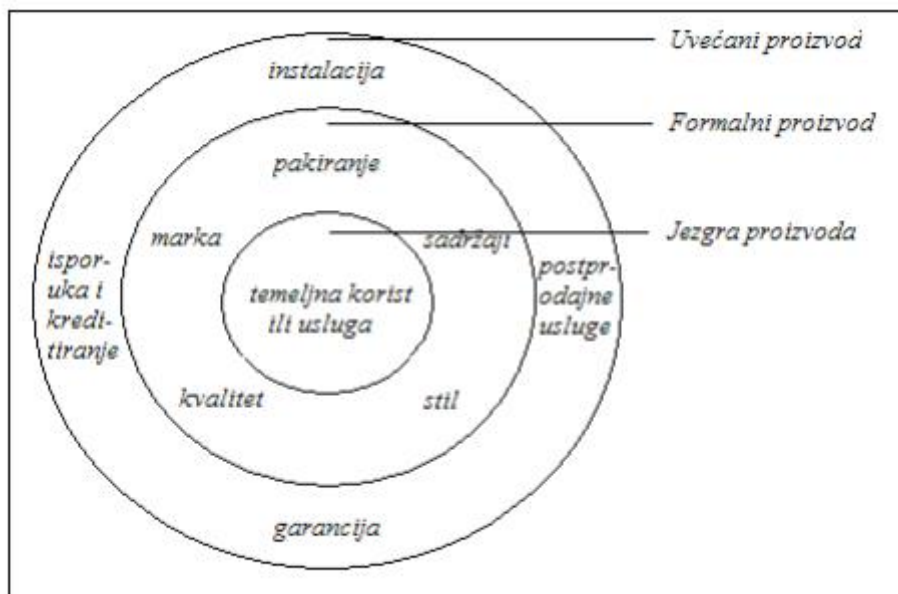 Uvećani proizvod
instalacija
Formalni proizvod
pakiranje
Jezgra proizvoda
marka
sadržaji
ispor-
uka i
kredi-
tiranje
temeljna korist
ili usluga
postpr-
odajne
usluge
kvalitet
stil
garancija